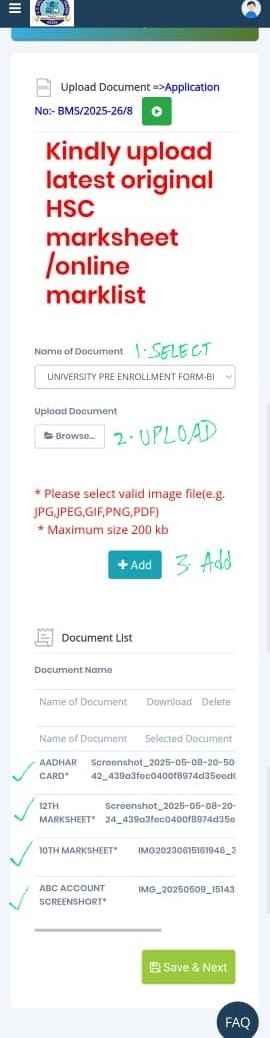 Upload Document =>Application
No:- BMS/2025-26/8
Kindly upload
latest original
HSC
marksheet
/online
marklist
Name of Document 1. SELECT
UNIVERSITY PRE ENROLLMENT FORM-BI
Upload Document
Browse... 2. UPLOAD
* Please select valid image file(e.g.
JPG,JPEG,GIF,PNG,PDF)
* Maximum size 200 kb
+ Add 3. Add
Document List
Document Name
Name of Document Download Delete
Name of Document Selected Document
AADHAR Screenshot_2025-05-08-20-50-
CARD* 42_439a3fec0400f8974d35eed(
12TH Screenshot_2025-05-08-20-
MARKSHEET* 24_439a3fec0400f8974d35e
10TH MARKSHEET* IMG20230615161946_3
ABC ACCOUNT IMG_20250509_15143
SCREENSHORT*
Save & Next
FAQ